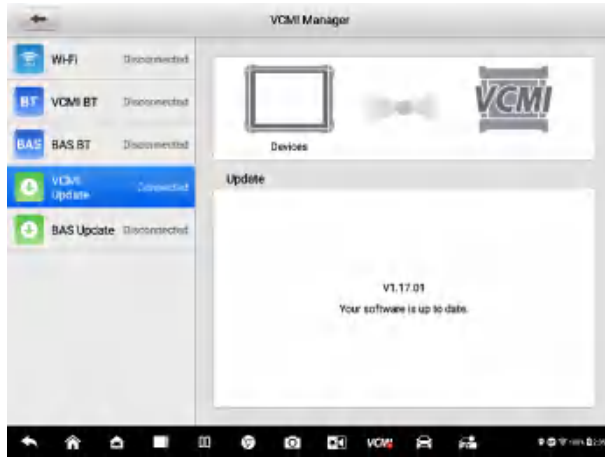 VCMI Manager
Wi-Fi Disconnected
BT VCMI BT Disconnected
BAS BAS BT Disconnected
VCMI
Update Connected
BAS Update Disconnected
VCMI
Devices
Update
V1.17.01
Your software is up to date.
VCMI